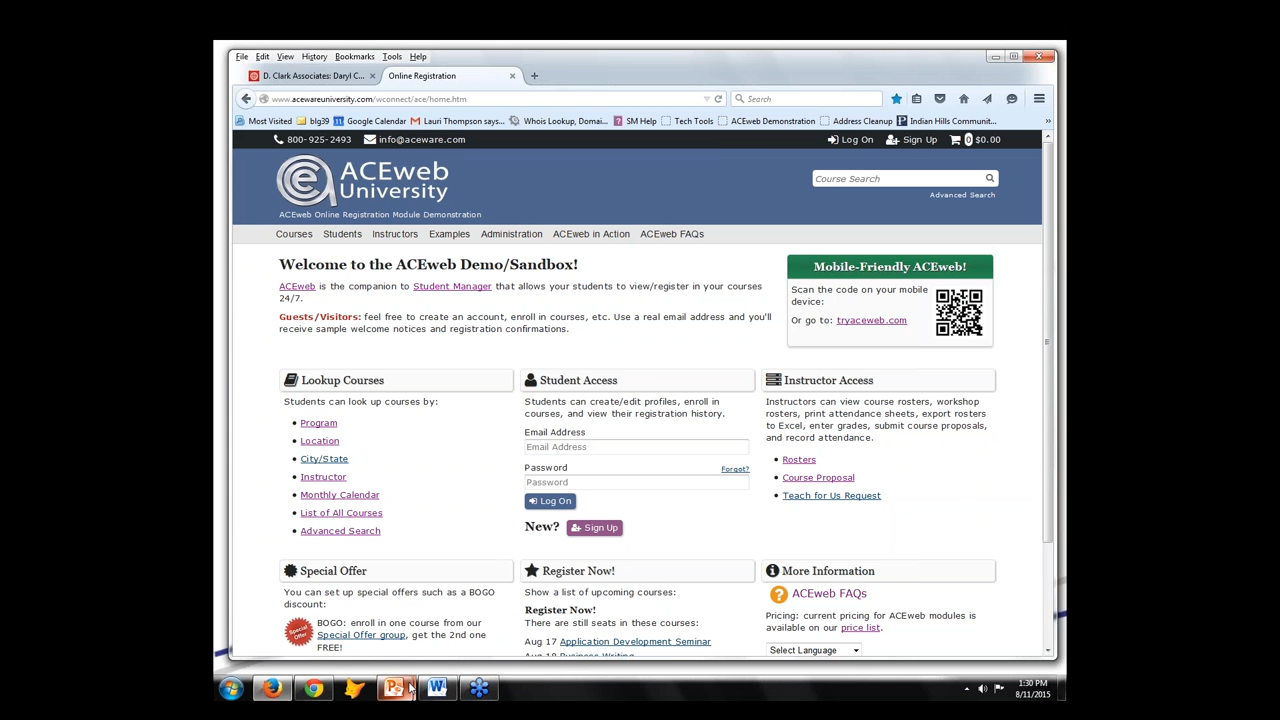 File Edit View History Bookmarks Tools Help
D. Clark Associates: Daryl C...
Online Registration
www.acewareuniversity.com/wconnect/ace/home.htm
Search
Most Visited blg39 Google Calendar Lauri Thompson says... Whois Lookup, Domai... SM Help Tech Tools ACEweb Demonstration Address Cleanup Indian Hills Communit... »
800-925-2493 info@aceware.com Log On Sign Up 0 $0.00
ACEweb
University
ACEweb Online Registration Module Demonstration
Course Search
Advanced Search
Courses Students Instructors Examples Administration ACEweb in Action ACEweb FAQs
Welcome to the ACEweb Demo/Sandbox!
ACEweb is the companion to Student Manager that allows your students to view/register in your courses
24/7.
Guests/Visitors: feel free to create an account, enroll in courses, etc. Use a real email address and you'll
receive sample welcome notices and registration confirmations.
Mobile-Friendly ACEweb!
Scan the code on your mobile
device:
Or go to: tryaceweb.com
Lookup Courses
Students can look up courses by:
• Program
• Location
• City/State
• Instructor
• Monthly Calendar
• List of All Courses
• Advanced Search
Student Access
Students can create/edit profiles, enroll in
courses, and view their registration history.
Email Address
Email Address
Password Forgot?
Password
Log On
New? Sign Up
Instructor Access
Instructors can view course rosters, workshop
rosters, print attendance sheets, export rosters
to Excel, enter grades, submit course proposals,
and record attendance.
• Rosters
• Course Proposal
• Teach for Us Request
Special Offer
You can set up special offers such as a BOGO
discount:
Special
Offer
BOGO: enroll in one course from our
Special Offer group, get the 2nd one
FREE!
Register Now!
Show a list of upcoming courses:
Register Now!
There are still seats in these courses:
Aug 17 Application Development Seminar
Aug 18 Business Writing
More Information
? ACEweb FAQs
Pricing: current pricing for ACEweb modules is
available on our price list.
Select Language
1:30 PM
8/11/2015